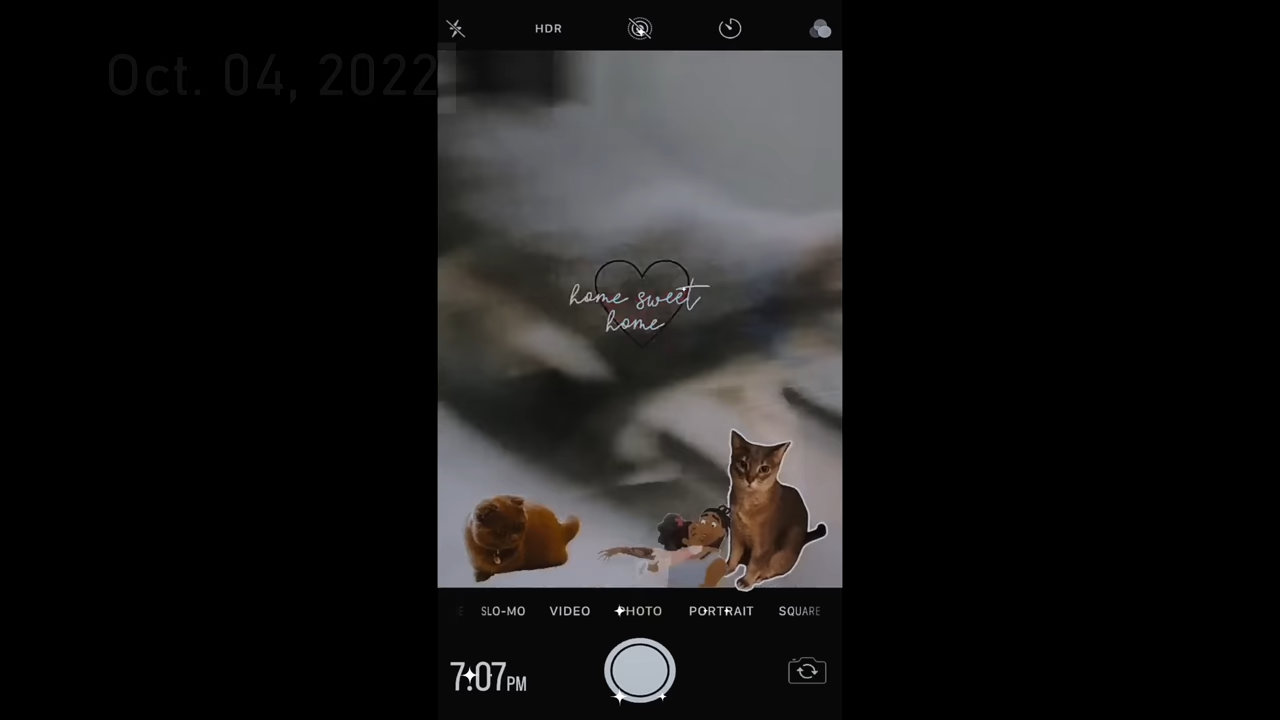 HDR
Oct. 04, 2022
home sweet
home
SLO-MO VIDEO PHOTO PORTRAIT SQUARE
7:07PM